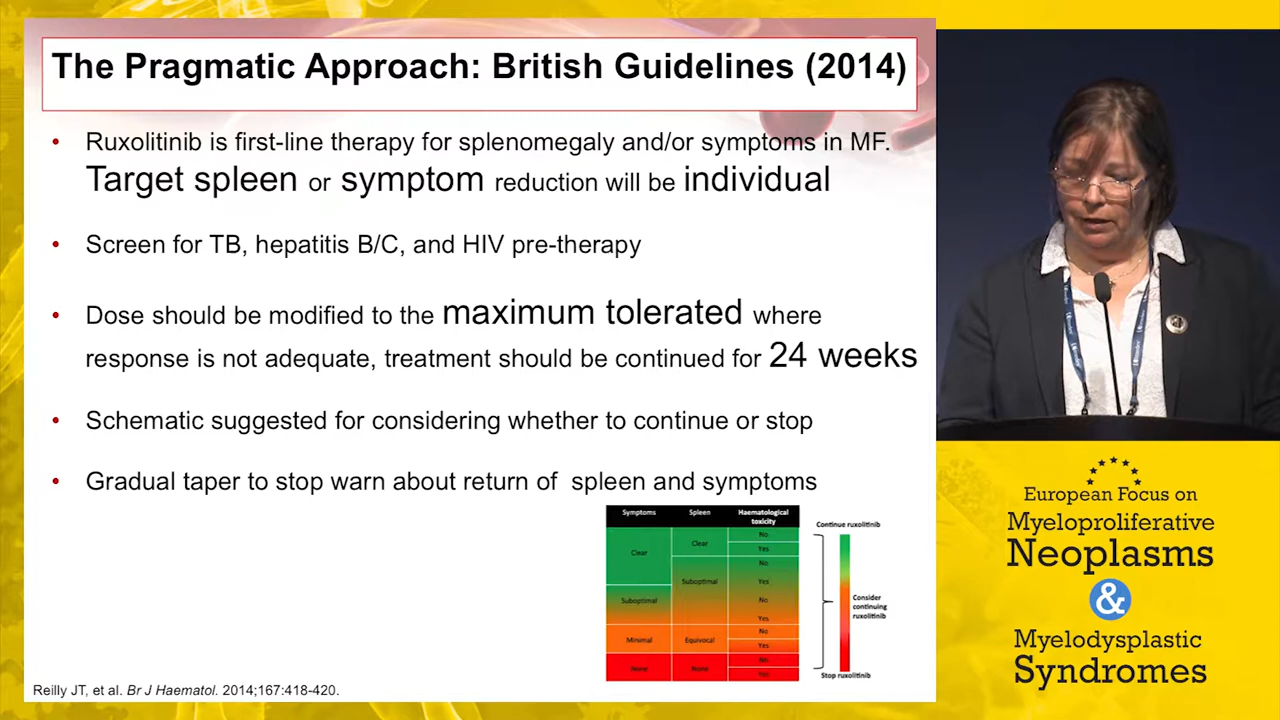 The Pragmatic Approach: British Guidelines (2014)
• Ruxolitinib is first-line therapy for splenomegaly and/or symptoms in MF.
Target spleen or symptom reduction will be individual
• Screen for TB, hepatitis B/C, and HIV pre-therapy
• Dose should be modified to the maximum tolerated where
response is not adequate, treatment should be continued for 24 weeks
• Schematic suggested for considering whether to continue or stop
• Gradual taper to stop warn about return of spleen and symptoms
Symptoms Spleen Haematological
toxicity
Clear Clear No
Yes
Suboptimal No
Yes
Suboptimal No
Yes
Minimal Equivocal No
Yes
None None No
Yes
Continue ruxolitinib
Consider
continuing
ruxolitinib
Stop ruxolitinib
Reilly JT, et al. Br J Haematol. 2014;167:418-420.
European Focus on
Myeloproliferative
Neoplasms
&
Myelodysplastic
Syndromes